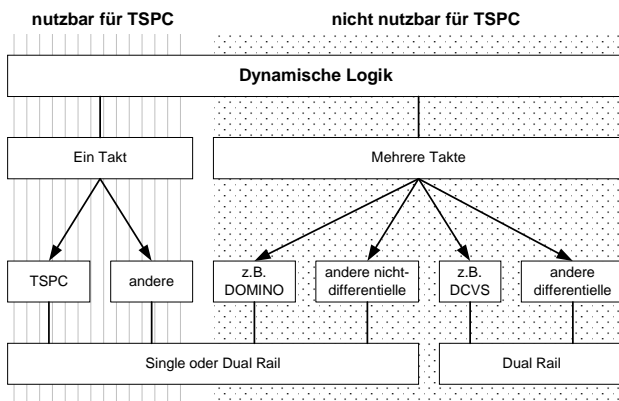 nutzbar für TSPC
nicht nutzbar für TSPC
Dynamische Logik
Ein Takt
Mehrere Takte
TSPC
andere
z.B.
DOMINO
andere nicht-
differentielle
z.B.
DCVS
andere
differentielle
Single oder Dual Rail
Dual Rail